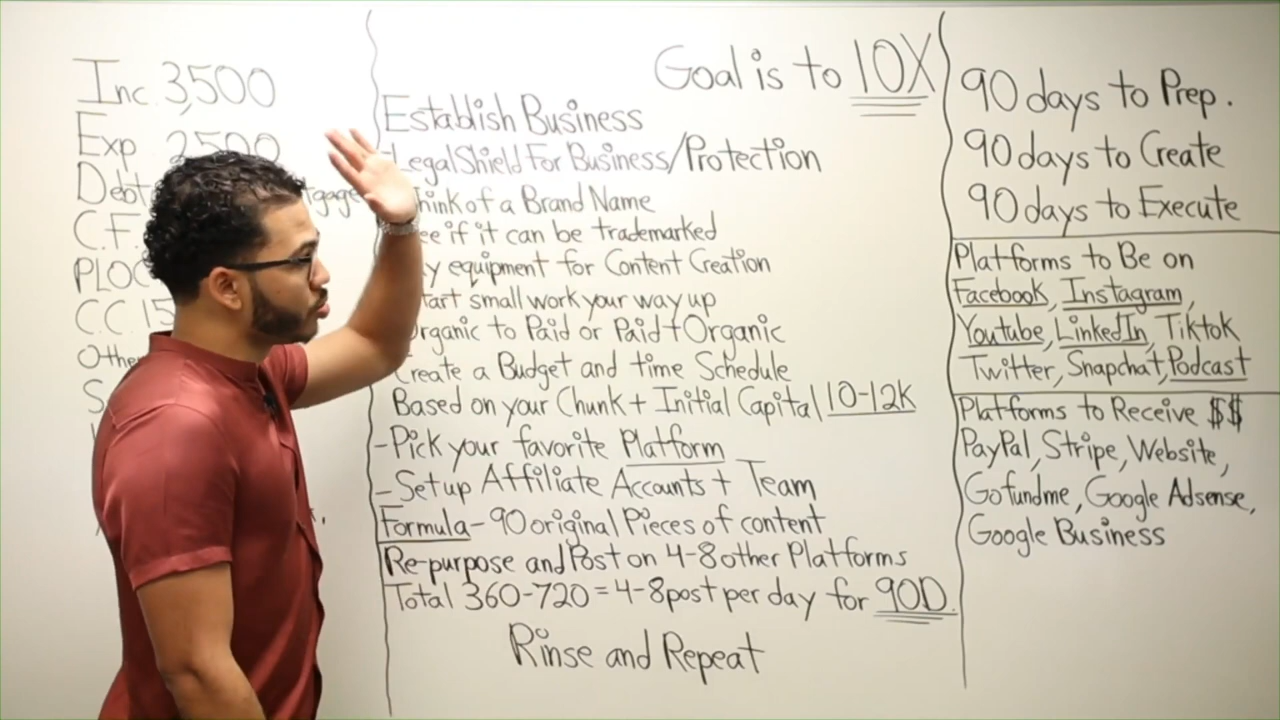 Inc. 3,500
Exp 2500
Debt
C.F.
PLOC
C.C. 15
Othe
S
Goal is to 10X
Establish Business
-LegalShield For Business/Protection
of a Brand Name
if it can be trademarked
equipment for Content Creation
small work your way up
Organic to Paid or Paid+Organic
Create a Budget and time Schedule
Based on your Chunk + Initial Capital 10-12K
-Pick your favorite Platform
-Set up Affiliate Accounts + Team
Formula - 90 original Pieces of content
Re-purpose and Post on 4-8 other Platforms
Total 360-720 = 4-8 post per day for 90D.
Rinse and Repeat
90 days to Prep.
90 days to Create
90 days to Execute
Platforms to Be on
Facebook, Instagram,
Youtube, LinkedIn, Tiktok
Twitter, Snapchat, Podcast
Platforms to Receive $$
PayPal, Stripe, Website,
Gofundme, Google Adsense,
Google Business